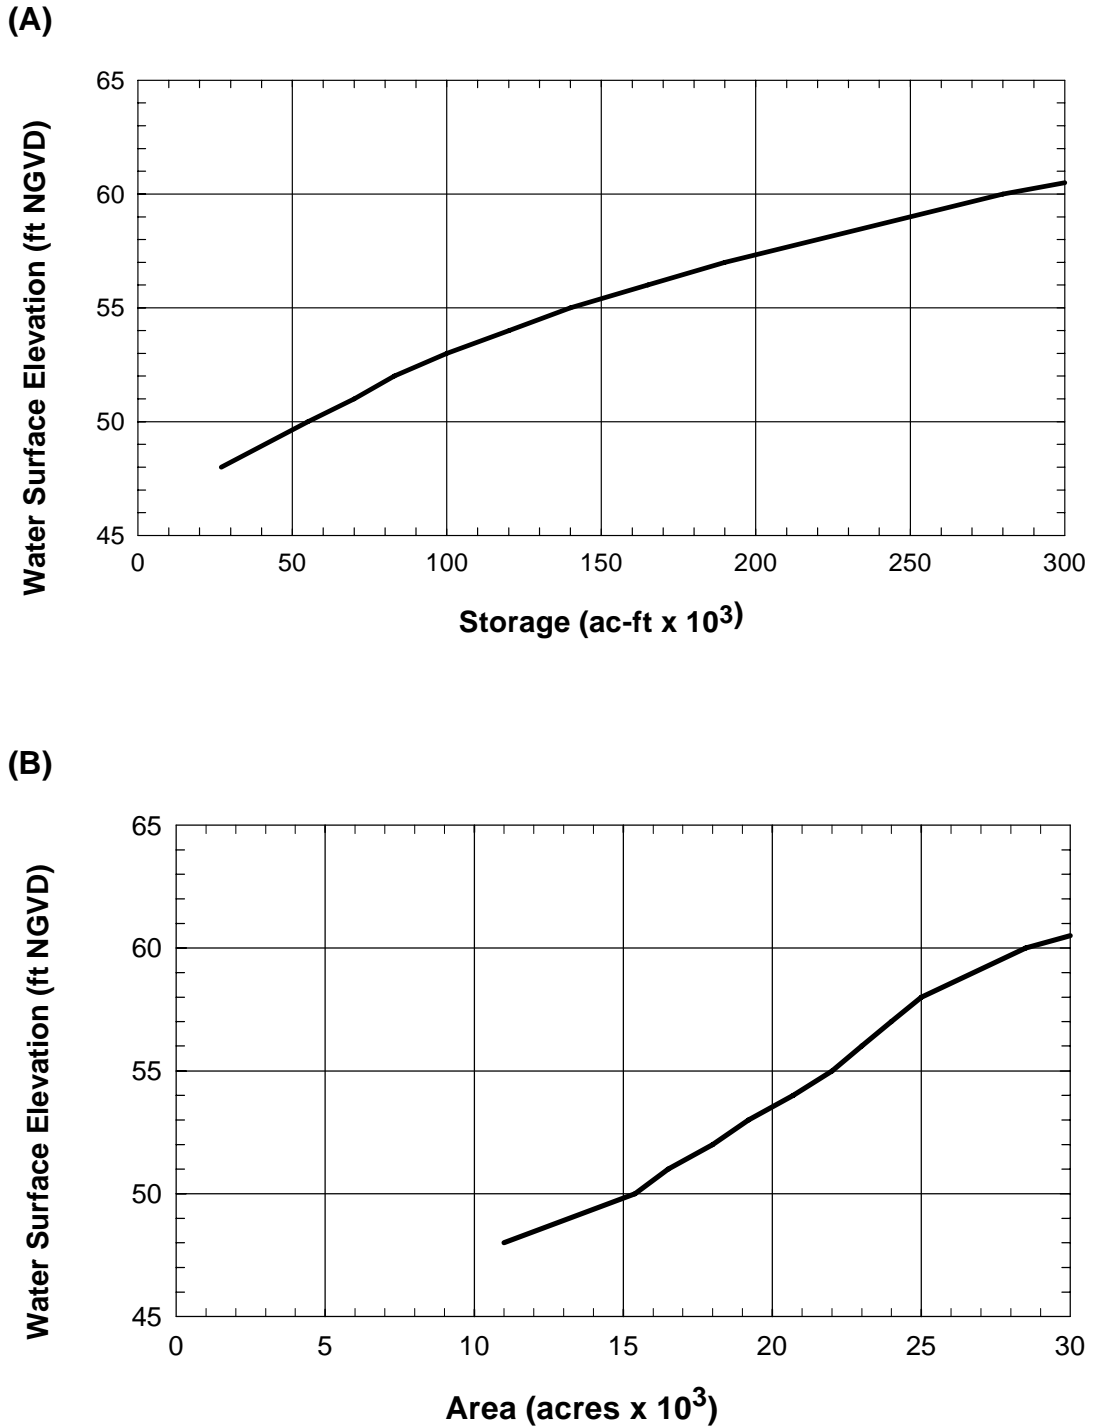 (A)
Water Surface Elevation (ft NGVD)
65
60
55
50
45
0 50 100 150 200 250 300
Storage (ac-ft x 10³)
(B)
Water Surface Elevation (ft NGVD)
65
60
55
50
45
0 5 10 15 20 25 30
Area (acres x 10³)